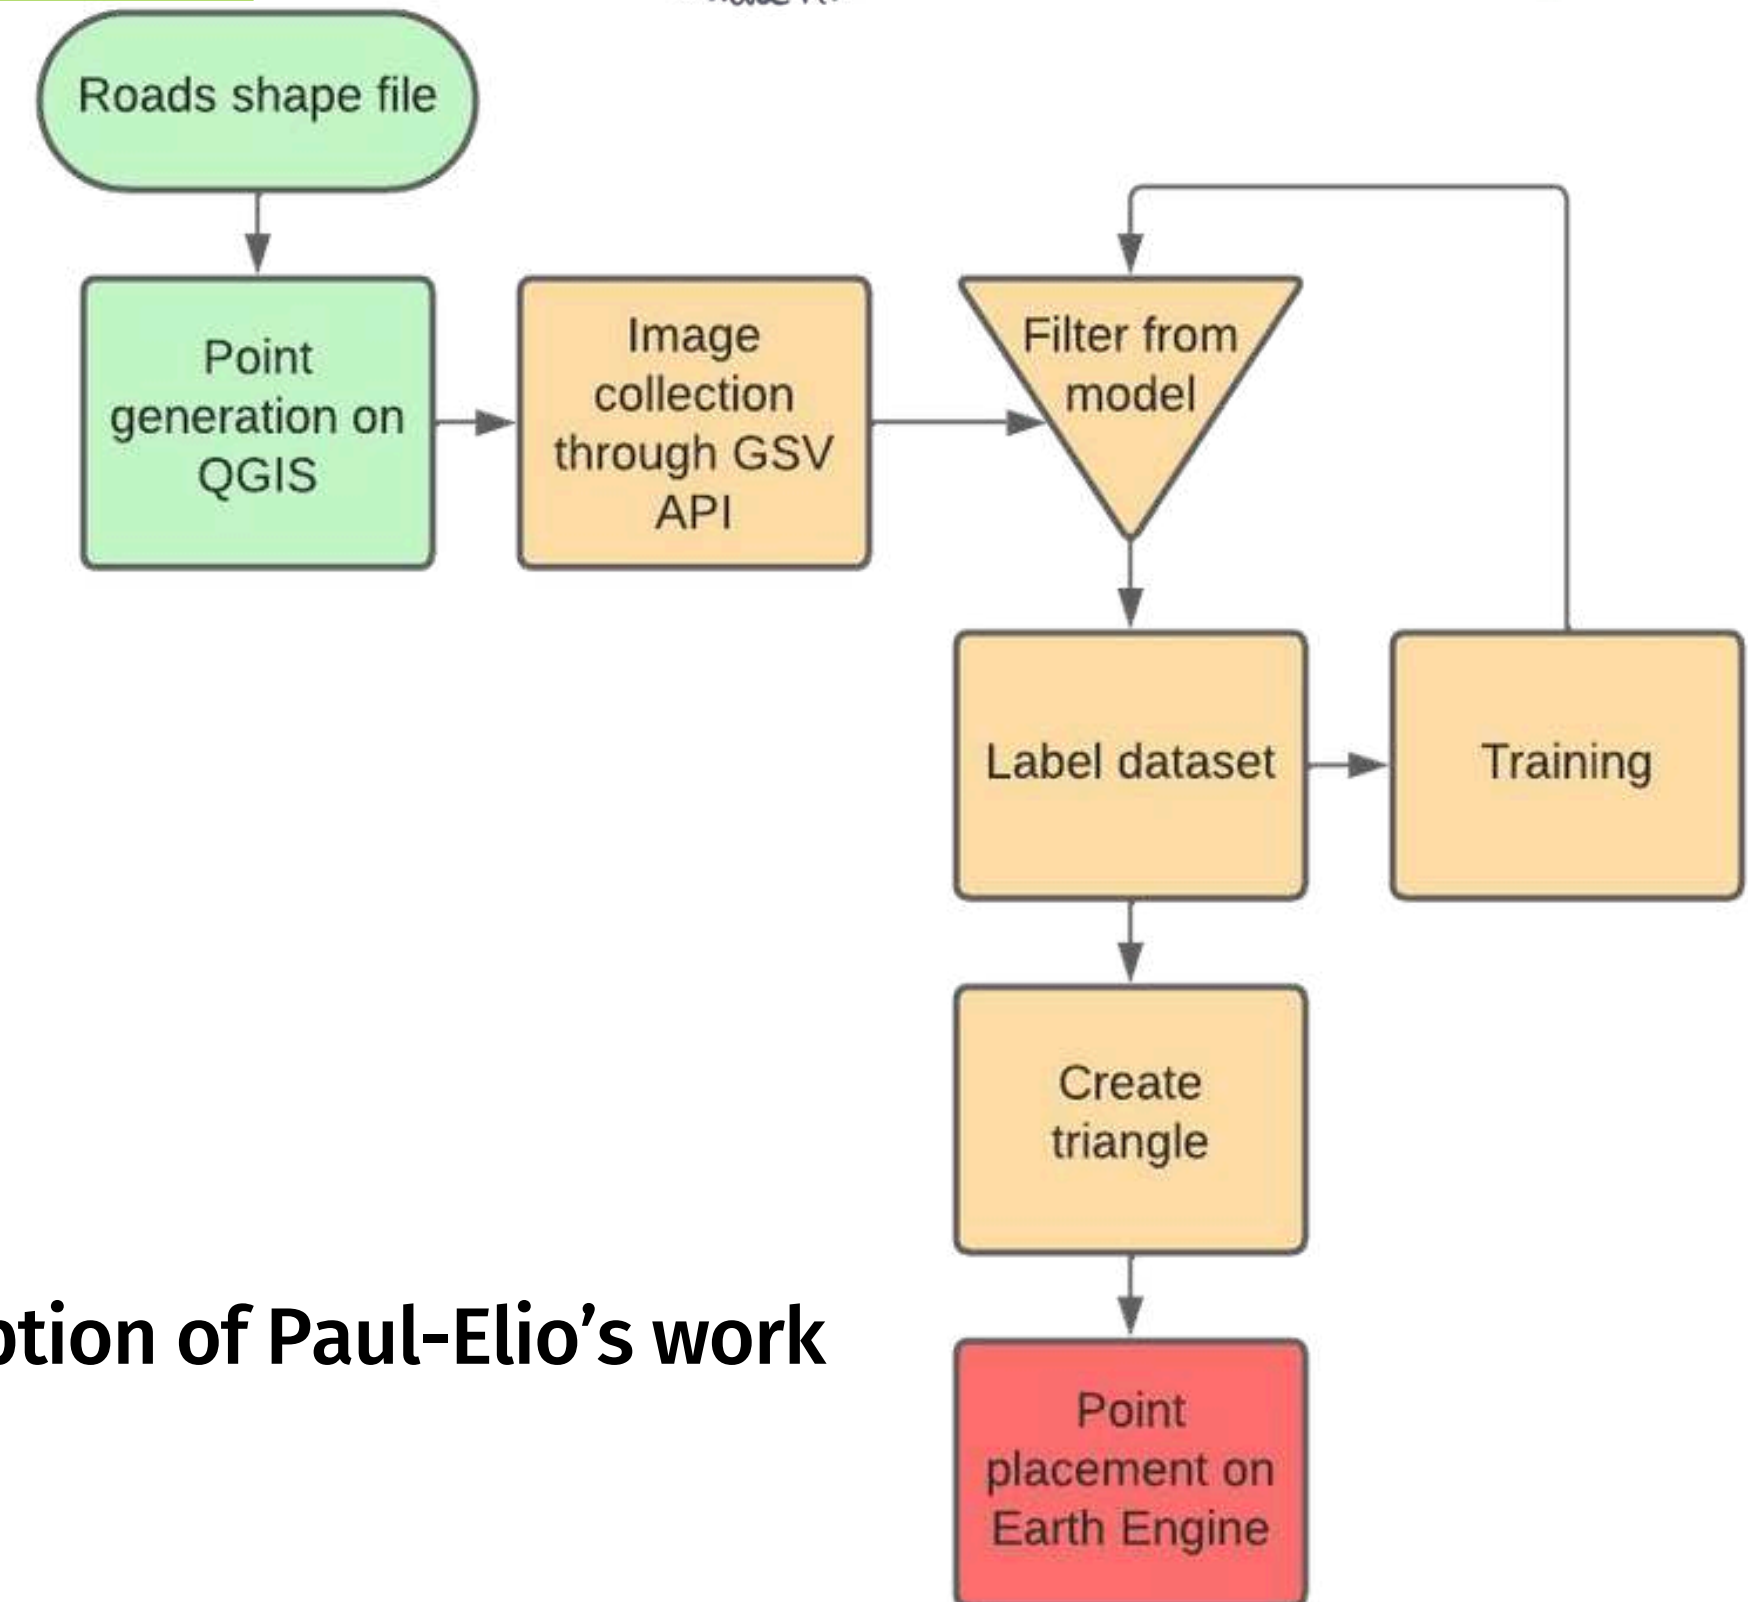 Roads shape file
Point
generation on
QGIS
Image
collection
through GSV
API
Filter from
model
Label dataset
Training
Create
triangle
of Paul-Elio’s work
Point
placement on
Earth Engine